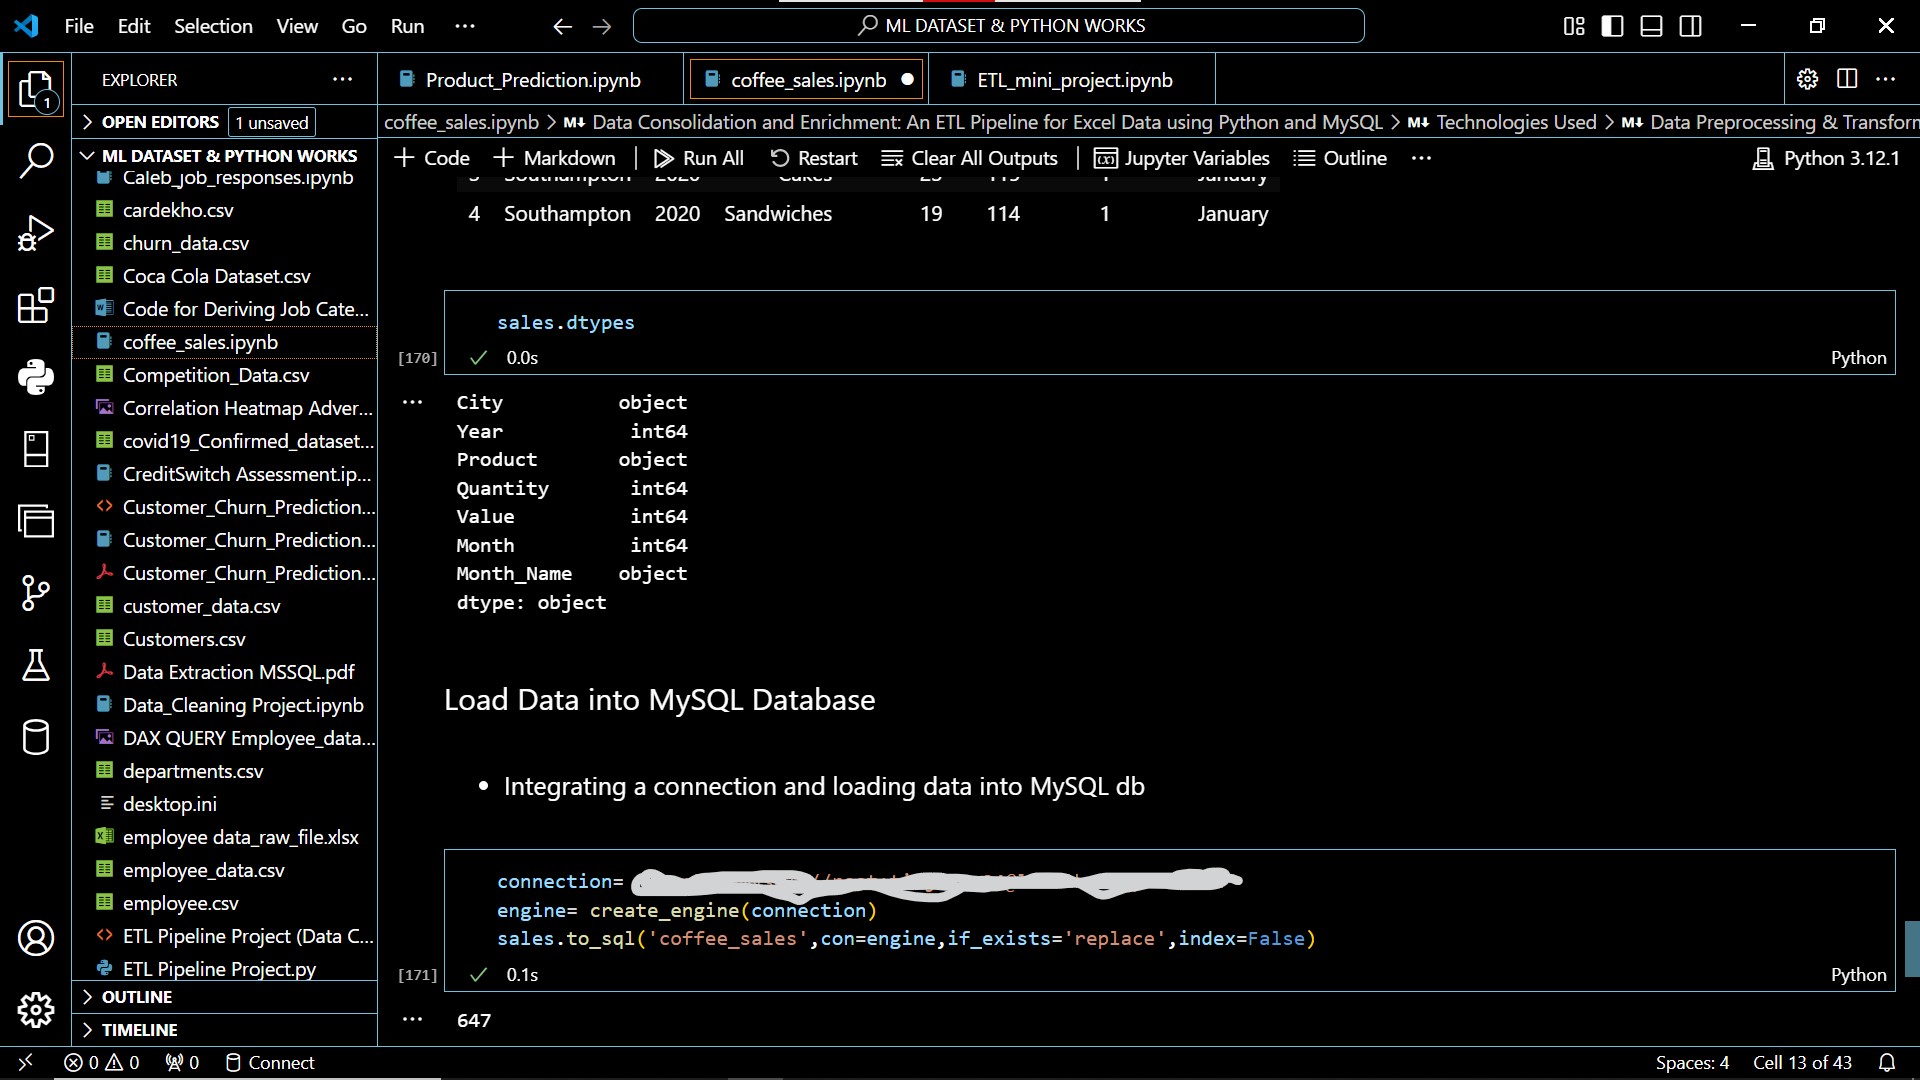 File Edit Selection View Go Run ···
ML DATASET & PYTHON WORKS
EXPLORER
Product_Prediction.ipynb
coffee_sales.ipynb
ETL_mini_project.ipynb
OPEN EDITORS 1 unsaved
coffee_sales.ipynb > M↓ Data Consolidation and Enrichment: An ETL Pipeline for Excel Data using Python and MySQL > M↓ Technologies Used > M↓ Data Preprocessing & Transform
+ Code + Markdown | Run All Restart Clear All Outputs | Jupyter Variables Outline ···
Python 3.12.1
1
ML DATASET & PYTHON WORKS
Caleb_job_responses.ipynb
cardekho.csv
churn_data.csv
Coca Cola Dataset.csv
Code for Deriving Job Cate...
coffee_sales.ipynb
Competition_Data.csv
Correlation Heatmap Adver...
covid19_Confirmed_dataset...
CreditSwitch Assessment.ip...
Customer_Churn_Prediction...
Customer_Churn_Prediction...
Customer_Churn_Prediction...
customer_data.csv
Customers.csv
Data Extraction MSSQL.pdf
Data_Cleaning Project.ipynb
DAX QUERY Employee_data...
departments.csv
desktop.ini
employee data_raw_file.xlsx
employee_data.csv
employee.csv
ETL Pipeline Project (Data C...
ETL Pipeline Project.py
OUTLINE
TIMELINE
3 Southampton 2020 Cakes 1 January
4 Southampton 2020 Sandwiches 19 114 1 January
sales.dtypes
[170] 0.0s Python
City object
Year int64
Product object
Quantity int64
Value int64
Month int64
Month_Name object
dtype: object
Load Data into MySQL Database
• Integrating a connection and loading data into MySQL db
connection=
engine= create_engine(connection)
sales.to_sql('coffee_sales',con=engine,if_exists='replace',index=False)
[171] 0.1s Python
647
0 0 0 Connect
Spaces: 4 Cell 13 of 43